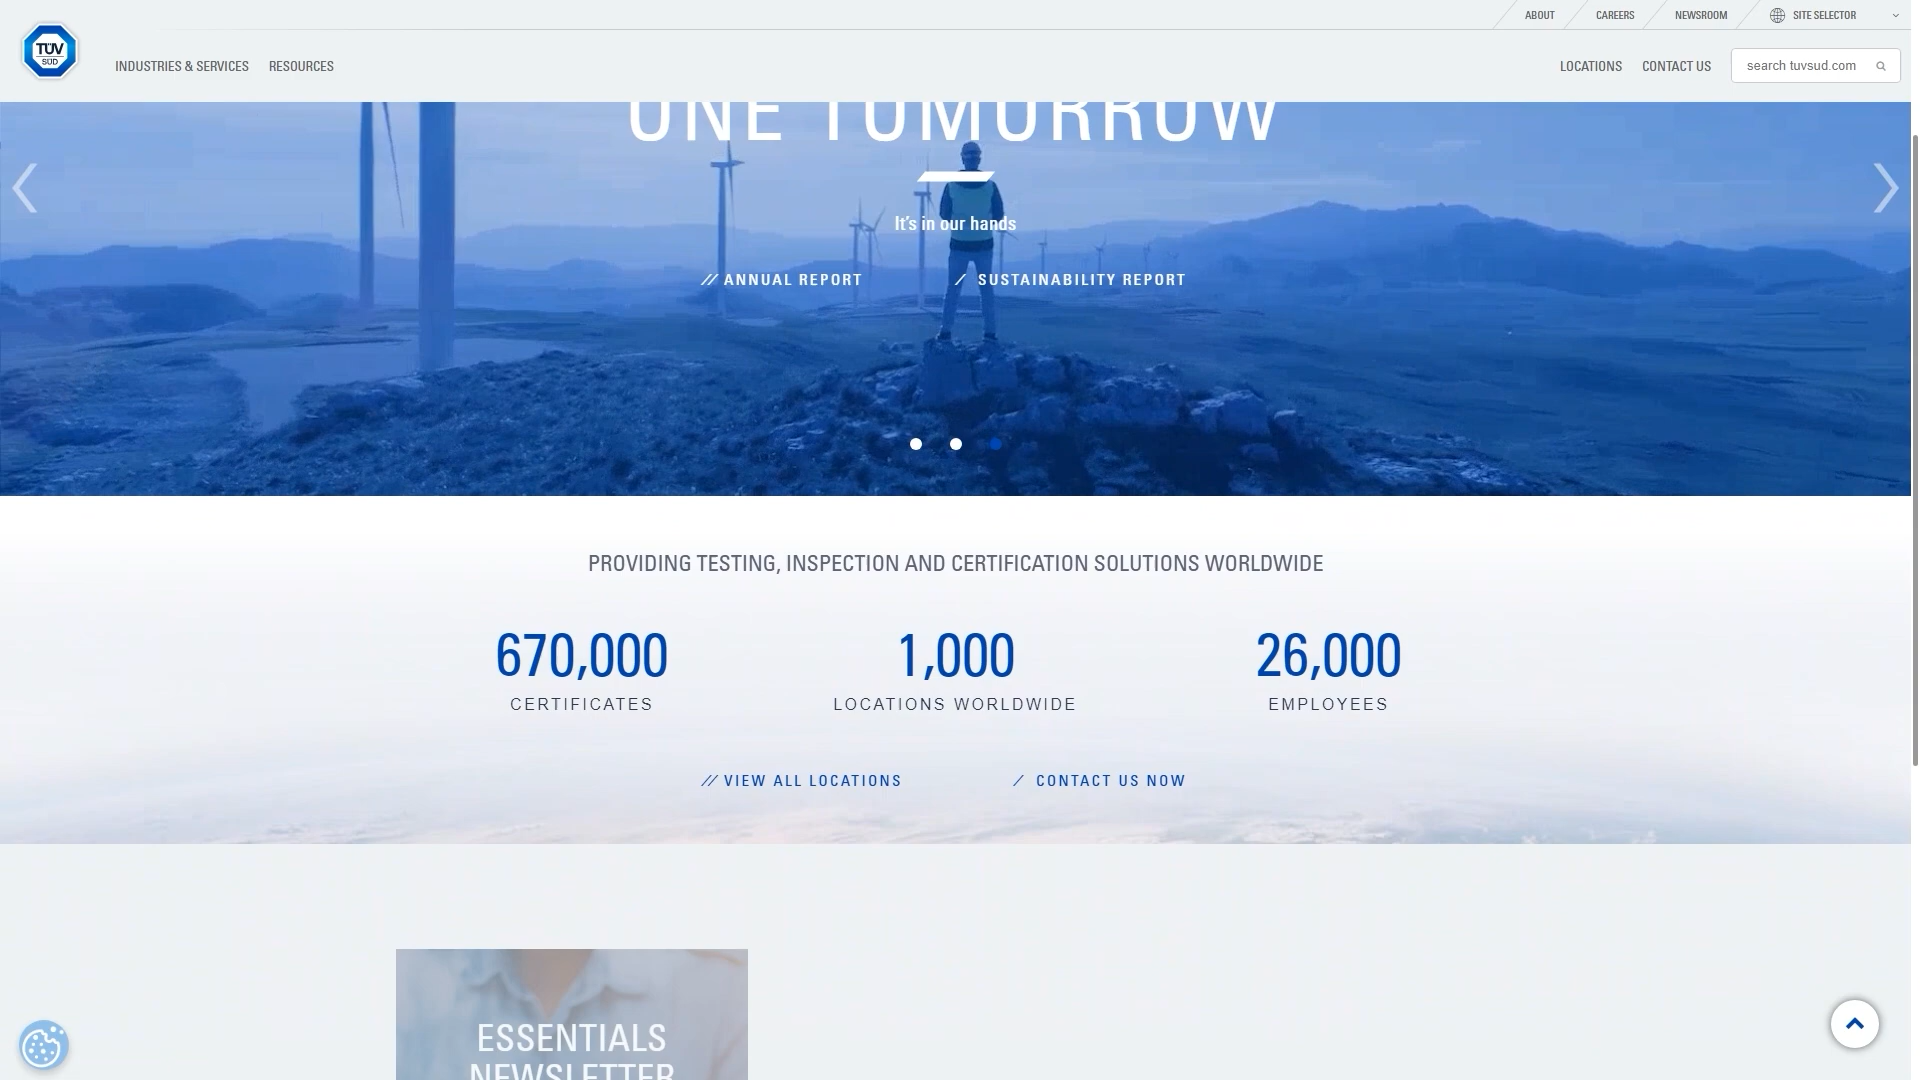 ABOUT
CAREERS
NEWSROOM
SITE SELECTOR
TÜV
SÜD
INDUSTRIES & SERVICES
RESOURCES
LOCATIONS
CONTACT US
search tuvsud.com
ONE TOMORROW
It's in our hands
// ANNUAL REPORT
/ SUSTAINABILITY REPORT
PROVIDING TESTING, INSPECTION AND CERTIFICATION SOLUTIONS WORLDWIDE
670,000
CERTIFICATES
1,000
LOCATIONS WORLDWIDE
26,000
EMPLOYEES
// VIEW ALL LOCATIONS
/ CONTACT US NOW
ESSENTIALS
NEWSLETTER